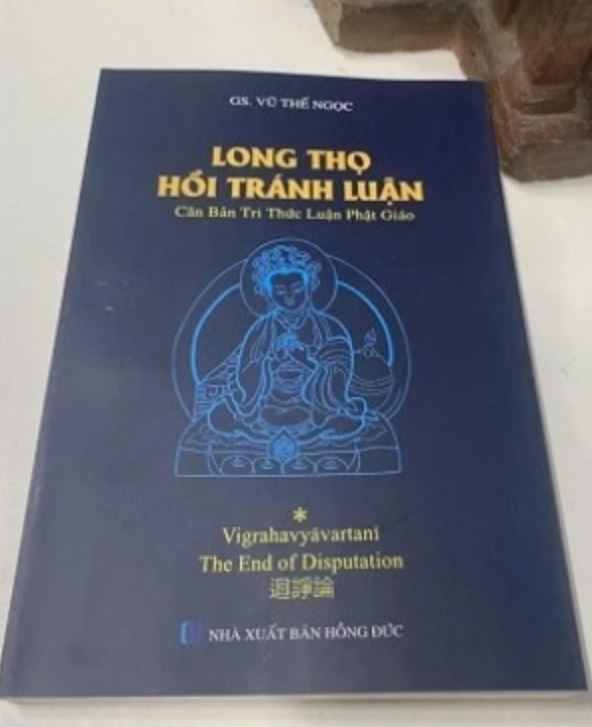 GS. VŨ THẾ NGỌC
LONG THỌ
HỒI TRÁNH LUẬN
Căn Bản Tri Thức Luận Phật Giáo
*
Vigrahavyāvartanī
The End of Disputation
迴諍論
NHÀ XUẤT BẢN HỒNG ĐỨC